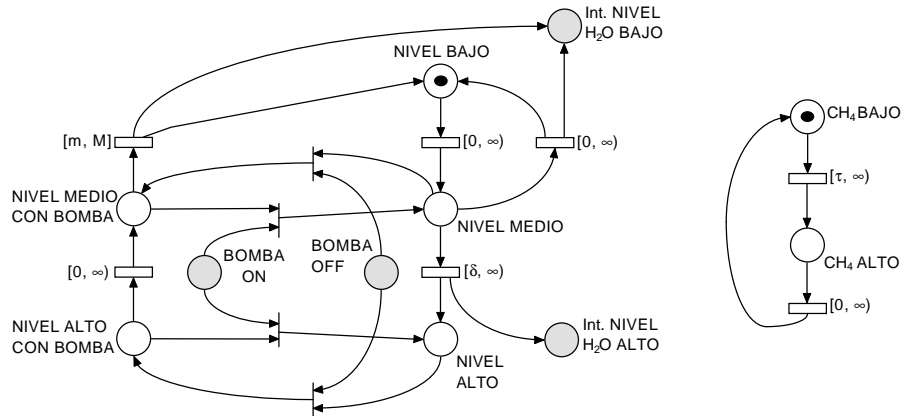 Int. NIVEL
H₂O BAJO
NIVEL BAJO
CH₄ BAJO
[m, M]
[0, ∞)
[0, ∞)
[τ, ∞)
NIVEL MEDIO
CON BOMBA
NIVEL MEDIO
BOMBA
ON
BOMBA
OFF
CH₄ ALTO
[0, ∞)
[δ, ∞)
[0, ∞)
NIVEL ALTO
CON BOMBA
Int. NIVEL
H₂O ALTO
NIVEL
ALTO